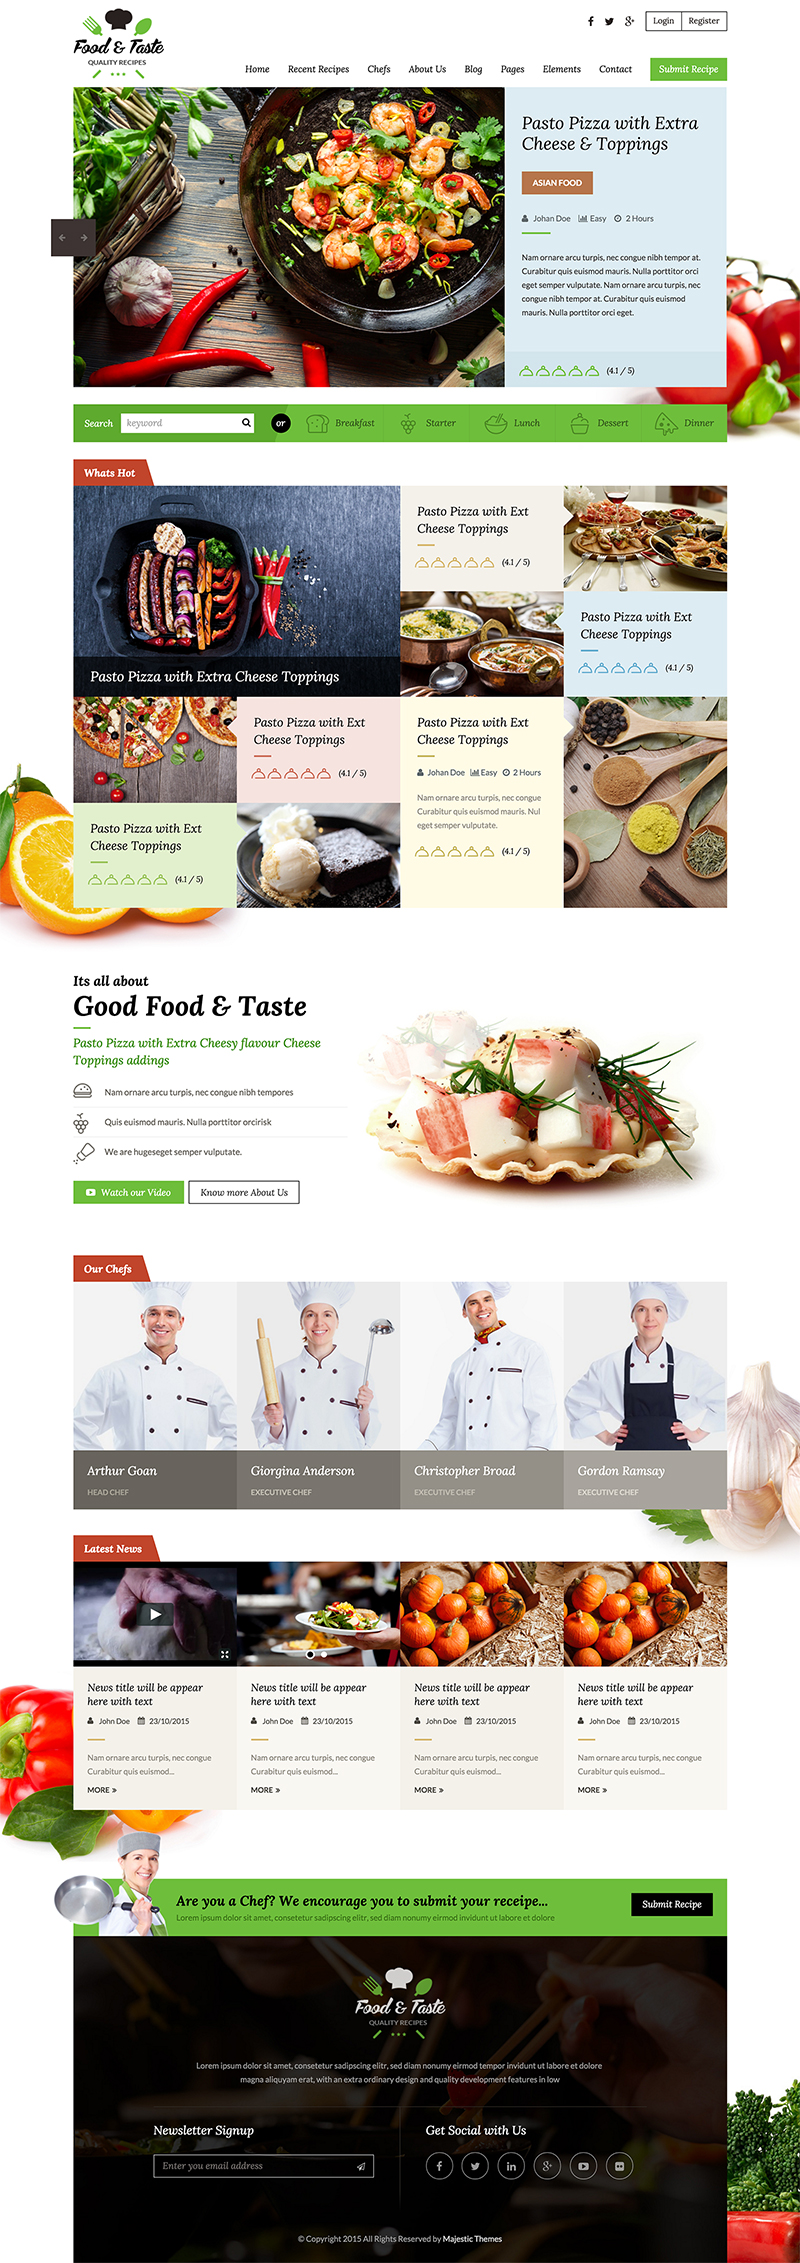 Food & Taste
QUALITY RECIPES
Login Register
Home Recent Recipes Chefs About Us Blog Pages Elements Contact Submit Recipe
Pasto Pizza with Extra
Cheese & Toppings
ASIAN FOOD
Johan Doe Easy 2 Hours
Nam ornare arcu turpis, nec congue nibh tempor at.
Curabitur quis euismod mauris. Nulla porttitor orci
eget semper vulputate. Nam ornare arcu turpis, nec
congue nibh tempor at. Curabitur quis euismod
mauris. Nulla porttitor orci eget.
(4.1 / 5)
Search keyword or Breakfast Starter Lunch Dessert Dinner
Whats Hot
Pasto Pizza with Extra Cheese Toppings
Pasto Pizza with Ext
Cheese Toppings
(4.1 / 5)
Pasto Pizza with Ext
Cheese Toppings
(4.1 / 5)
Pasto Pizza with Ext
Cheese Toppings
(4.1 / 5)
Pasto Pizza with Ext
Cheese Toppings
Johan Doe Easy 2 Hours
Nam ornare arcu turpis, nec congue
Curabitur quis euismod mauris. Nul
eget semper vulputate.
(4.1 / 5)
Pasto Pizza with Ext
Cheese Toppings
(4.1 / 5)
Its all about
Good Food & Taste
Pasto Pizza with Extra Cheesy flavour Cheese
Toppings addings
Nam ornare arcu turpis, nec congue nibh tempores
Quis euismod mauris. Nulla porttitor orcirisk
We are hugeseget semper vulputate.
Watch our Video Know more About Us
Our Chefs
Arthur Goan
HEAD CHEF
Giorgina Anderson
EXECUTIVE CHEF
Christopher Broad
EXECUTIVE CHEF
Gordon Ramsay
EXECUTIVE CHEF
Latest News
News title will be appear
here with text
John Doe 23/10/2015
Nam ornare arcu turpis, nec congue
Curabitur quis euismod...
MORE »
News title will be appear
here with text
John Doe 23/10/2015
Nam ornare arcu turpis, nec congue
Curabitur quis euismod...
MORE »
News title will be appear
here with text
John Doe 23/10/2015
Nam ornare arcu turpis, nec congue
Curabitur quis euismod...
MORE »
News title will be appear
here with text
John Doe 23/10/2015
Nam ornare arcu turpis, nec congue
Curabitur quis euismod...
MORE »
Are you a Chef? We encourage you to submit your receipe...
Lorem ipsum dolor sit amet, consetetur sadipscing elitr, sed diam nonumy eirmod tempor invidunt ut labore et dolore
Submit Recipe
Food & Taste
QUALITY RECIPES
Lorem ipsum dolor sit amet, consetetur sadipscing elitr, sed diam nonumy eirmod tempor invidunt ut labore et dolore
magna aliquyam erat, with an extra ordinary design and quality development features in low
Newsletter Signup
Enter you email address
Get Social with Us
© Copyright 2015 All Rights Reserved by Majestic Themes